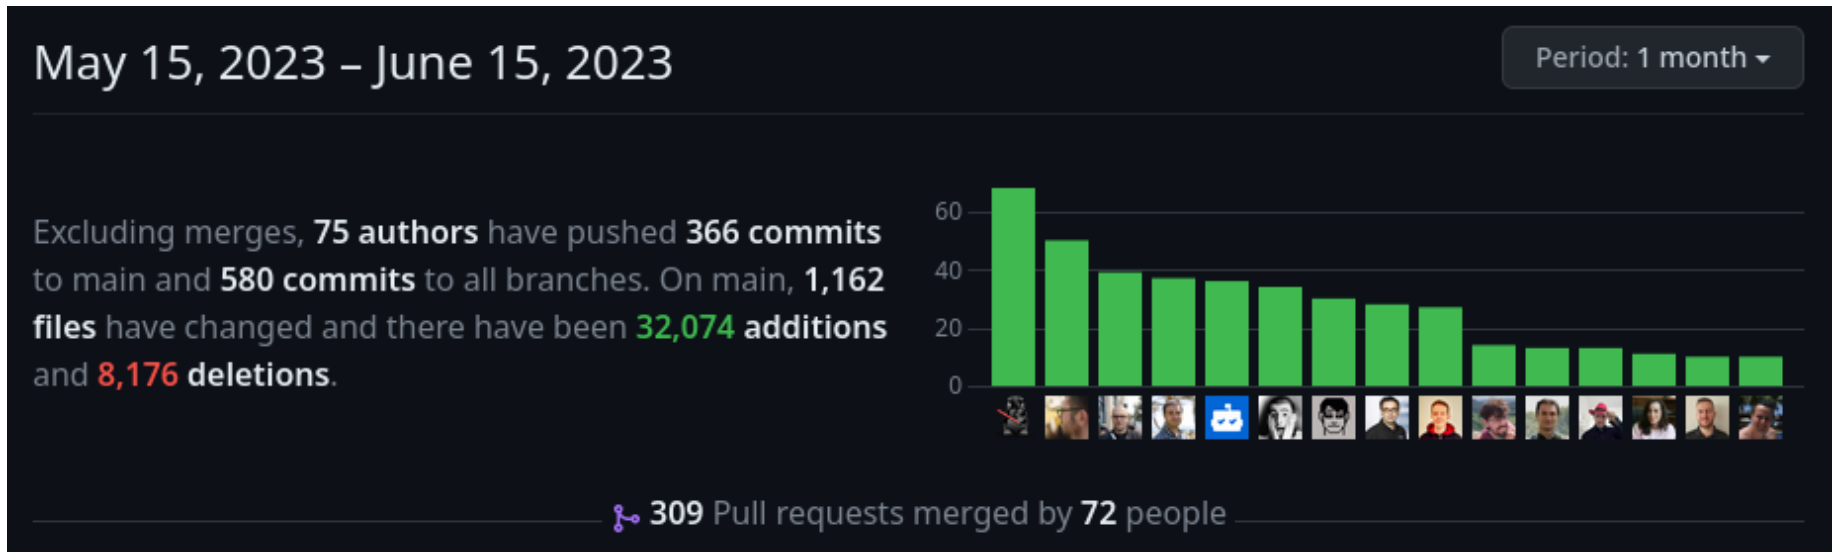 May 15, 2023 – June 15, 2023
Period: 1 month
Excluding merges, 75 authors have pushed 366 commits
to main and 580 commits to all branches. On main, 1,162
files have changed and there have been 32,074 additions
and 8,176 deletions.
60
40
20
0
309 Pull requests merged by 72 people